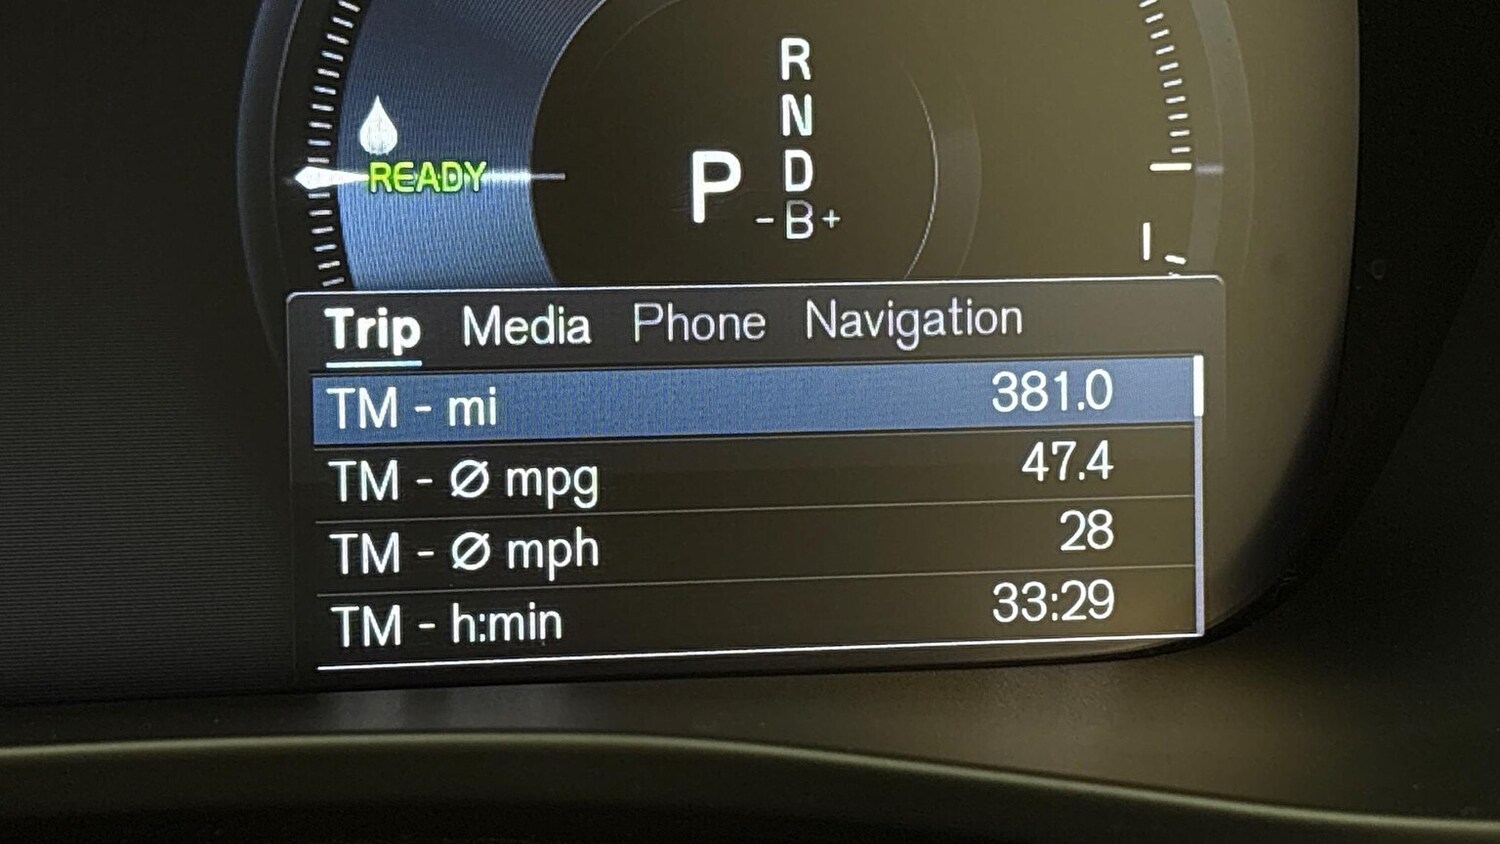 R
N
READY
P
D
- B +
Trip Media Phone Navigation
TM - mi 381.0
TM - Ø mpg 47.4
TM - Ø mph 28
TM - h:min 33:29